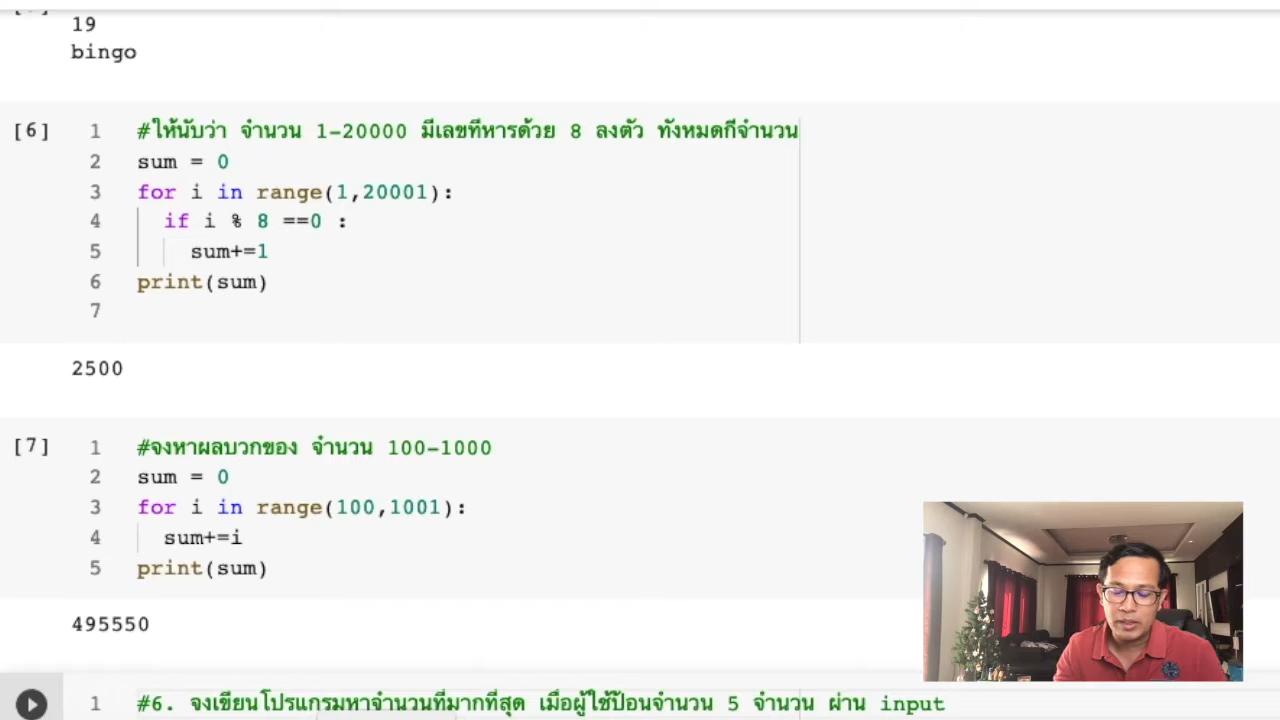 19
bingo
[6] 1 #ให้นับว่า จำนวน 1-20000 มีเลขที่หารด้วย 8 ลงตัว ทั้งหมดกี่จำนวน
2 sum = 0
3 for i in range(1,20001):
4 if i % 8 ==0 :
5 sum+=1
6 print(sum)
7
2500
[7] 1 #จงหาผลบวกของ จำนวน 100-1000
2 sum = 0
3 for i in range(100,1001):
4 sum+=i
5 print(sum)
495550
1 #6. จงเขียนโปรแกรมหาจำนวนที่มากที่สุด เมื่อผู้ใช้ป้อนจำนวน 5 จำนวน ผ่าน input